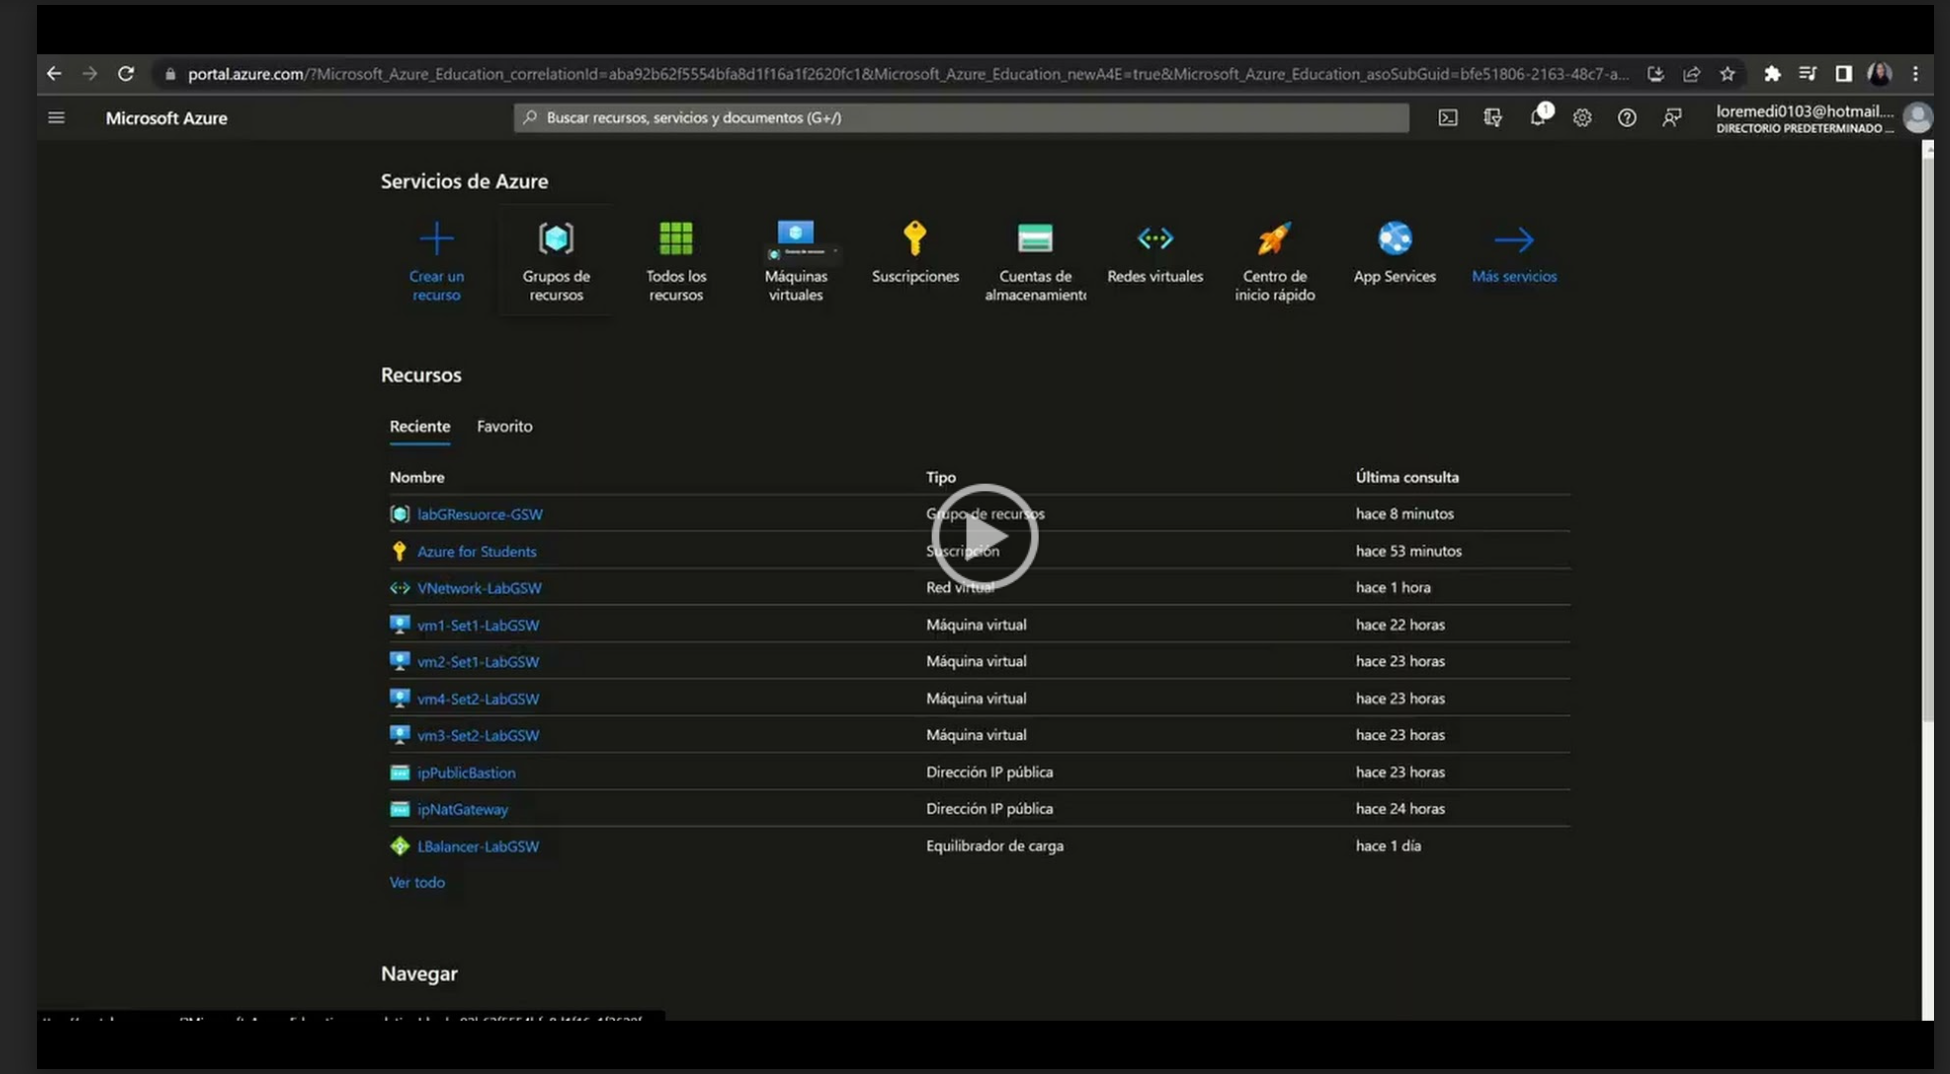 portal.azure.com/?Microsoft_Azure_Education_correlationId=aba92b62f5554bfa8d1f16a1f2620fc1&Microsoft_Azure_Education_newA4E=true&Microsoft_Azure_Education_asoSubGuid=bfe51806-2163-48c7-a...
Microsoft Azure
Buscar recursos, servicios y documentos (G+/)
1
loremedi0103@hotmail....
DIRECTORIO PREDETERMINADO ...
Servicios de Azure
Crear un
recurso
Grupos de
recursos
Todos los
recursos
Máquinas
virtuales
Suscripciones
Cuentas de
almacenamiento
Redes virtuales
Centro de
inicio rápido
App Services
Más servicios
Recursos
Reciente Favorito
Nombre Tipo Última consulta
labGResuorce-GSW Grupo de recursos hace 8 minutos
Azure for Students Suscripción hace 53 minutos
VNetwork-LabGSW Red virtual hace 1 hora
vm1-Set1-LabGSW Máquina virtual hace 22 horas
vm2-Set1-LabGSW Máquina virtual hace 23 horas
vm4-Set2-LabGSW Máquina virtual hace 23 horas
vm3-Set2-LabGSW Máquina virtual hace 23 horas
ipPublicBastion Dirección IP pública hace 23 horas
ipNatGateway Dirección IP pública hace 24 horas
LBalancer-LabGSW Equilibrador de carga hace 1 día
Ver todo
Navegar